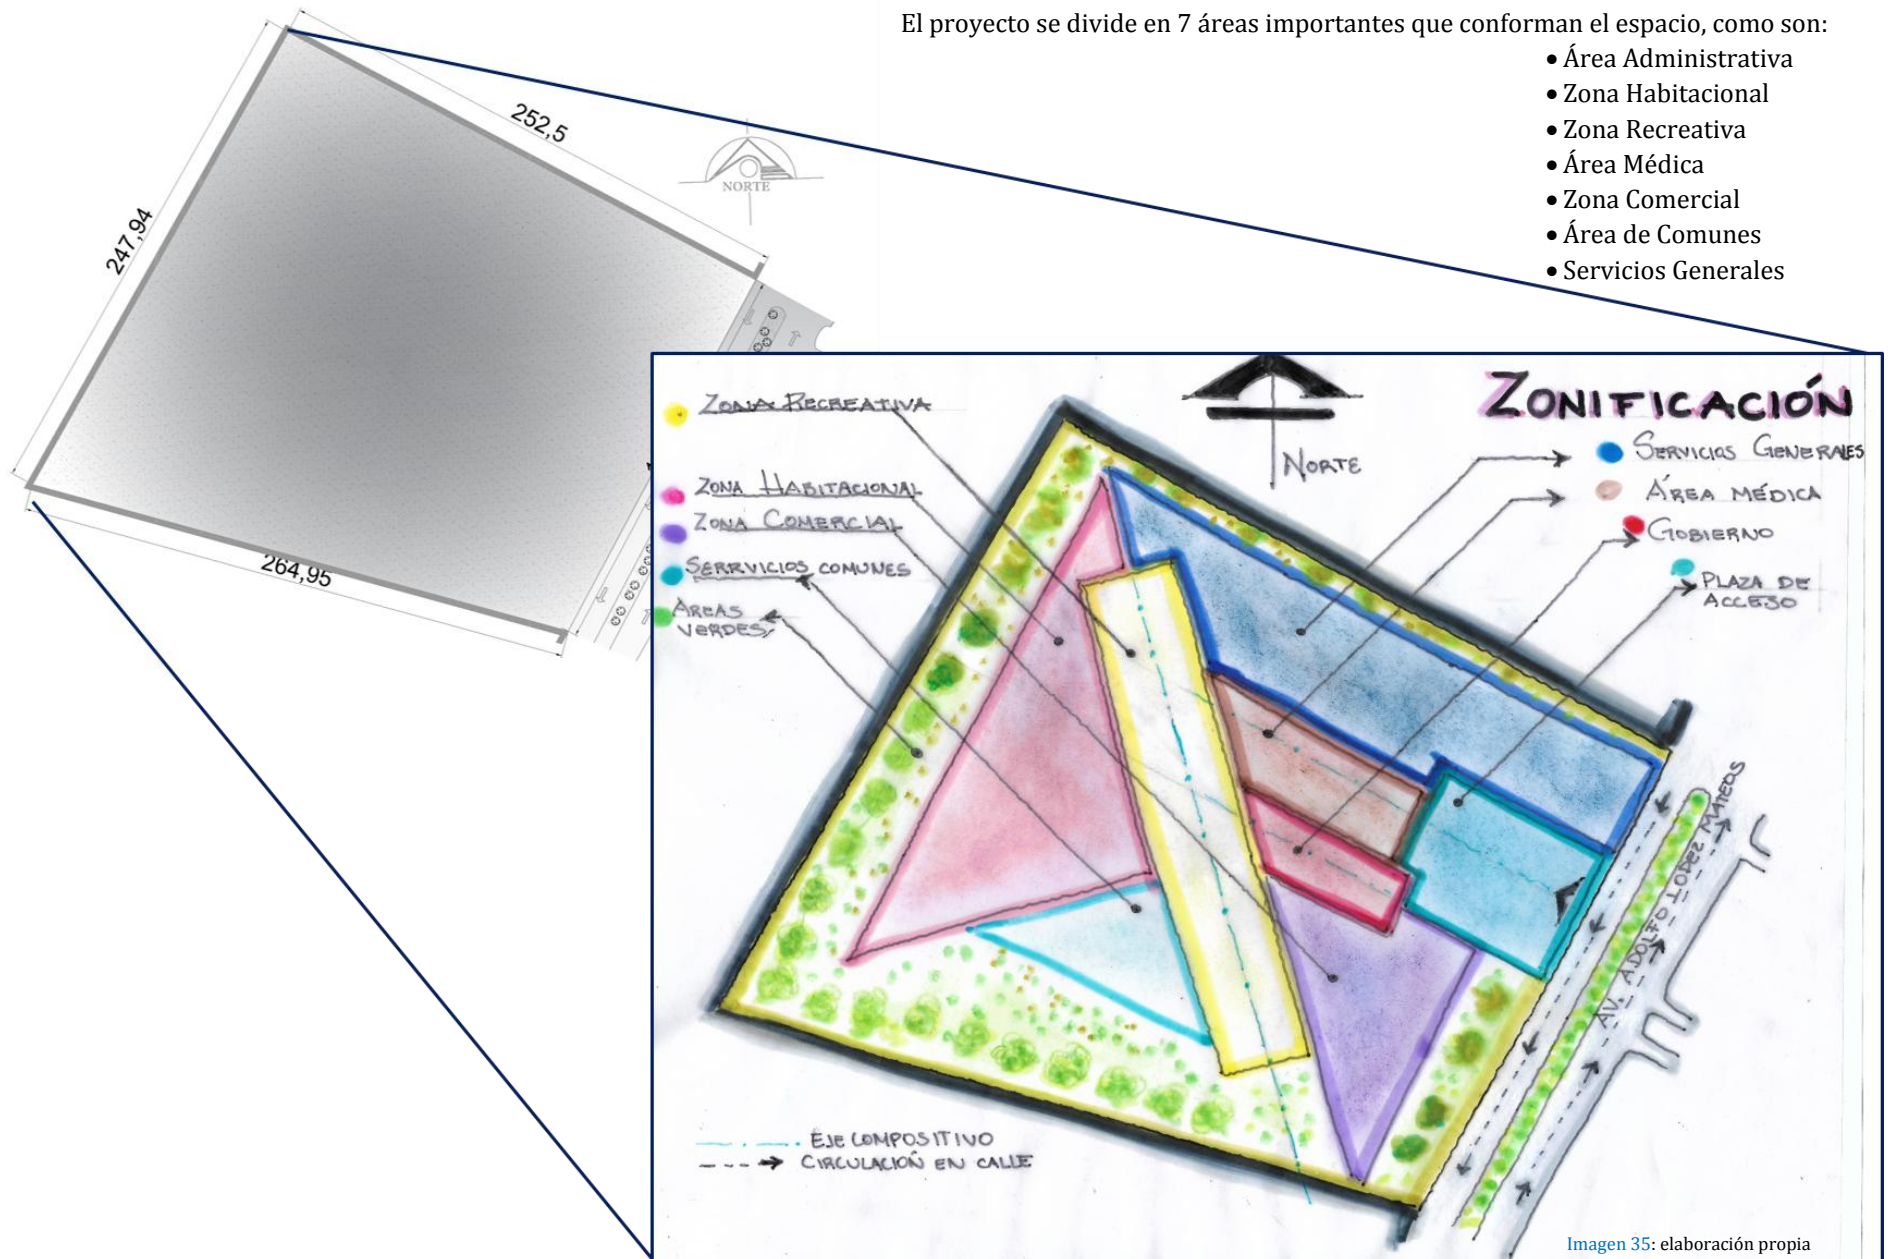 El proyecto se divide en 7 áreas importantes que conforman el espacio, como son:
• Área Administrativa
• Zona Habitacional
• Zona Recreativa
• Área Médica
• Zona Comercial
• Área de Comunes
• Servicios Generales
252,5
NORTE
247,94
264,95
ZONIFICACIÓN
ZONA RECREATIVA
ZONA HABITACIONAL
ZONA COMERCIAL
SERRVICIOS COMUNES
ÁREAS
VERDES
NORTE
SERVICIOS GENERALES
ÁREA MÉDICA
GOBIERNO
PLAZA DE
ACCESO
AV. ADOLFO LOPEZ MATEOS
EJE COMPOSITIVO
CIRCULACIÓN EN CALLE
Imagen 35: elaboración propia